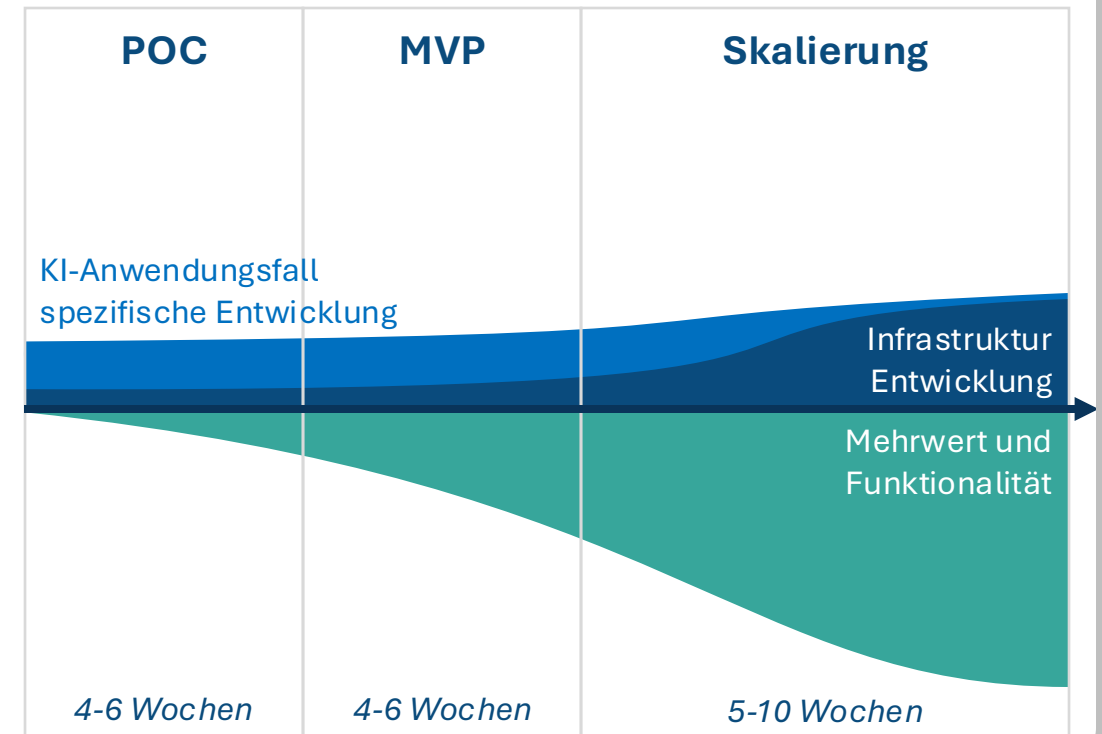 POC
MVP
Skalierung
KI-Anwendungsfall
spezifische Entwicklung
Infrastruktur
Entwicklung
Mehrwert und
Funktionalität
4-6 Wochen
4-6 Wochen
5-10 Wochen